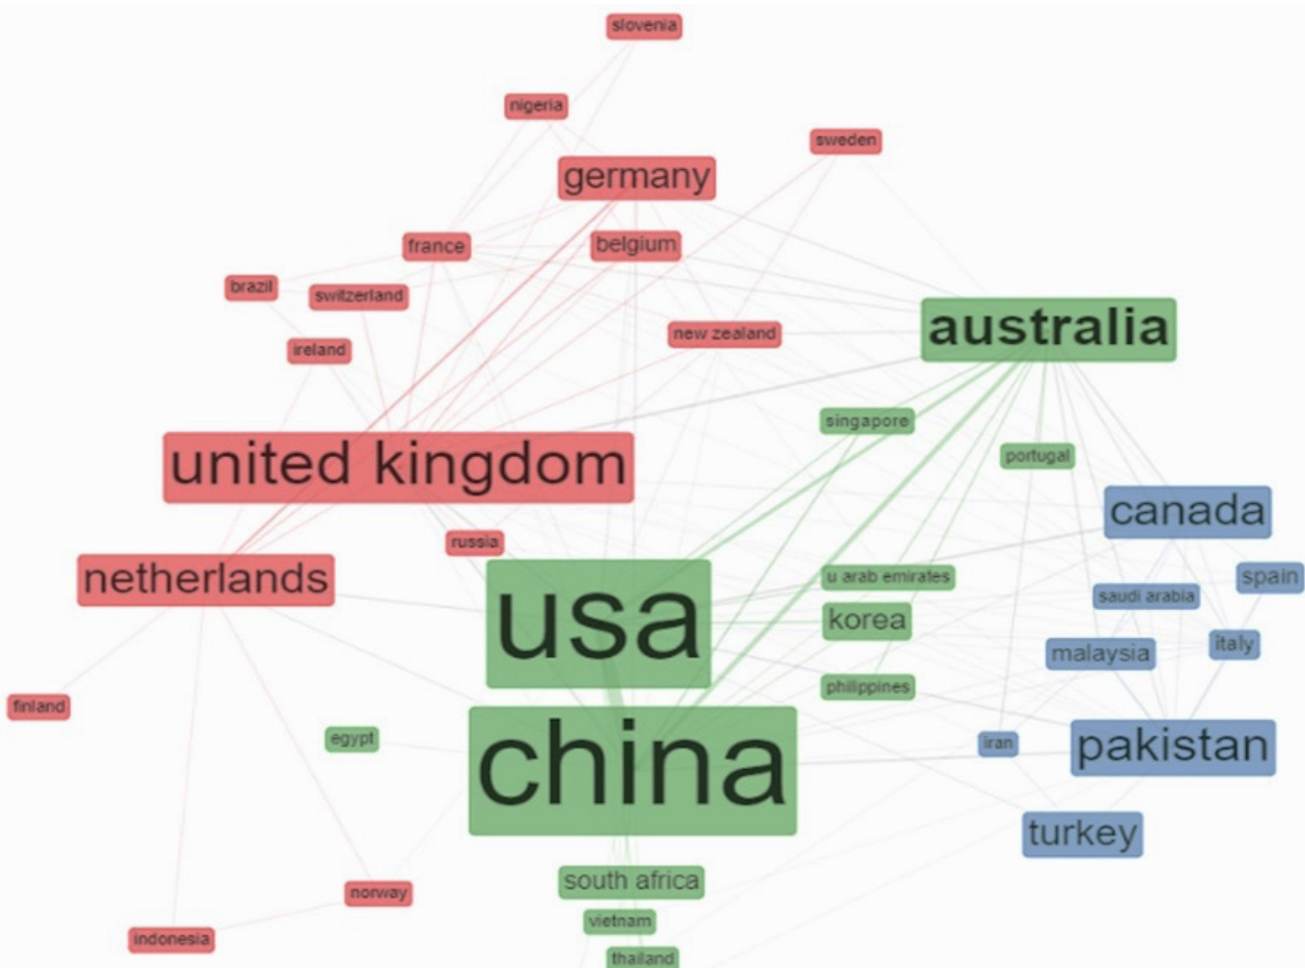 slovenia
nigeria
sweden
germany
france
belgium
brazil
switzerland
new zealand
australia
ireland
singapore
portugal
united kingdom
canada
russia
netherlands
u arab emirates
spain
saudi arabia
usa
korea
malaysia
italy
philippines
finland
egypt
china
iran
pakistan
turkey
south africa
norway
vietnam
indonesia
thailand